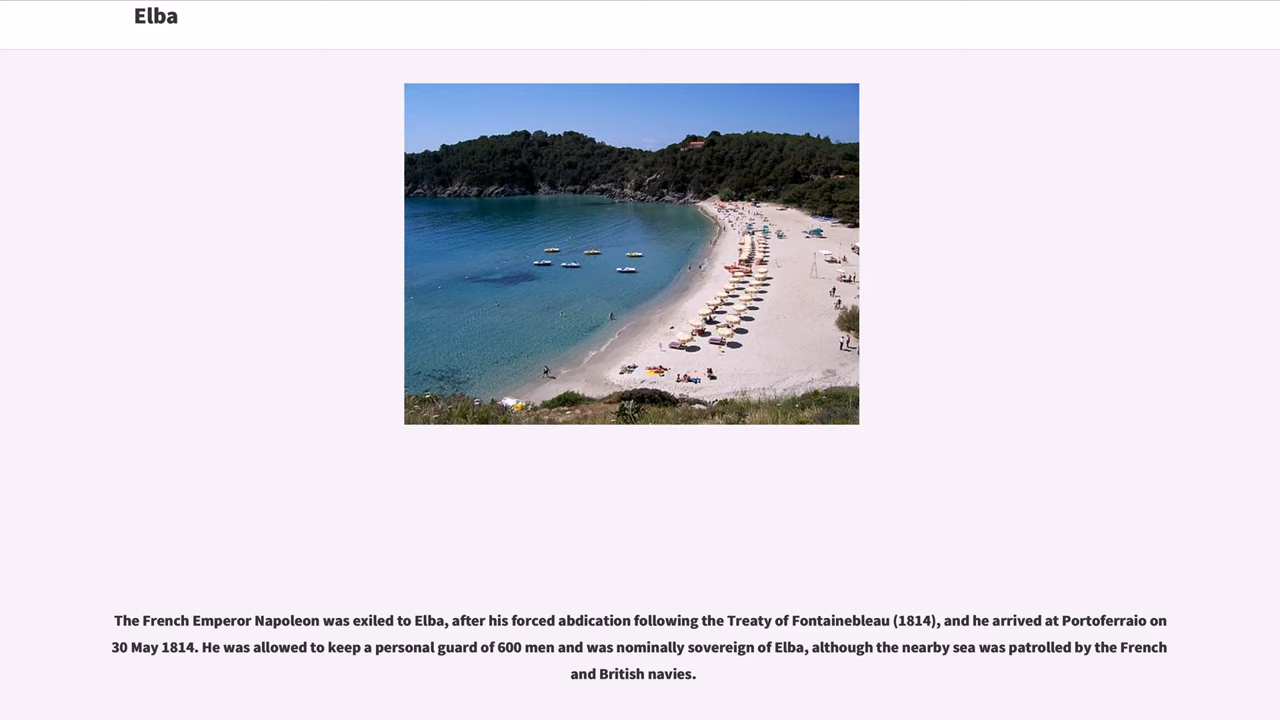 Elba
The French Emperor Napoleon was exiled to Elba, after his forced abdication following the Treaty of Fontainebleau (1814), and he arrived at Portoferraio on
30 May 1814. He was allowed to keep a personal guard of 600 men and was nominally sovereign of Elba, although the nearby sea was patrolled by the French
and British navies.